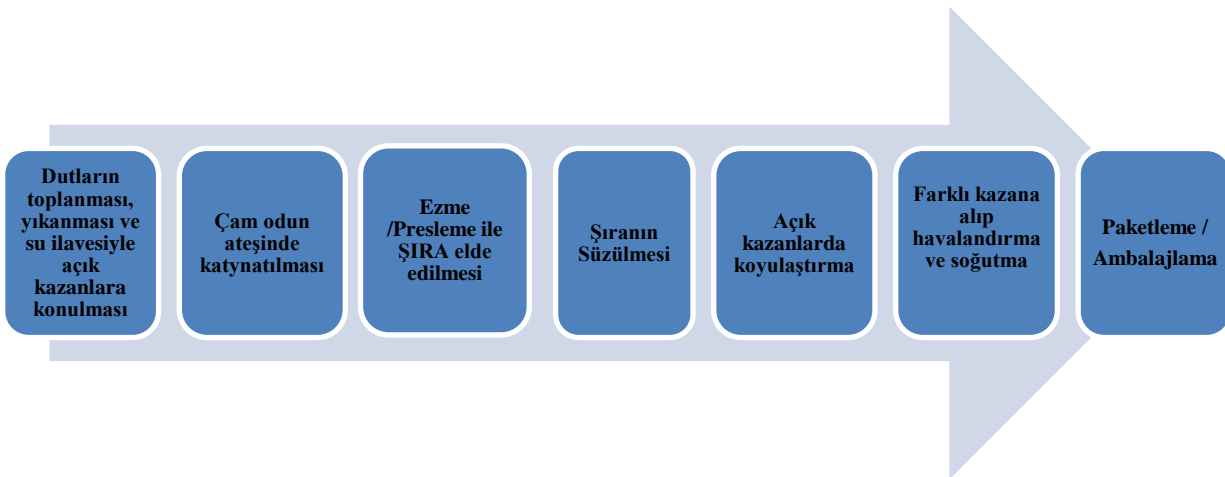 Dutların
toplanması,
yıkanması ve
su ilavesiyle
açık
kazanlara
konulması
Çam odun
ateşinde
katynatılması
Ezme
/Presleme ile
ŞIRA elde
edilmesi
Şıranın
Süzülmesi
Açık
kazanlarda
koyulaştırma
Farklı kazana
alıp
havalandırma
ve soğutma
Paketleme /
Ambalajlama